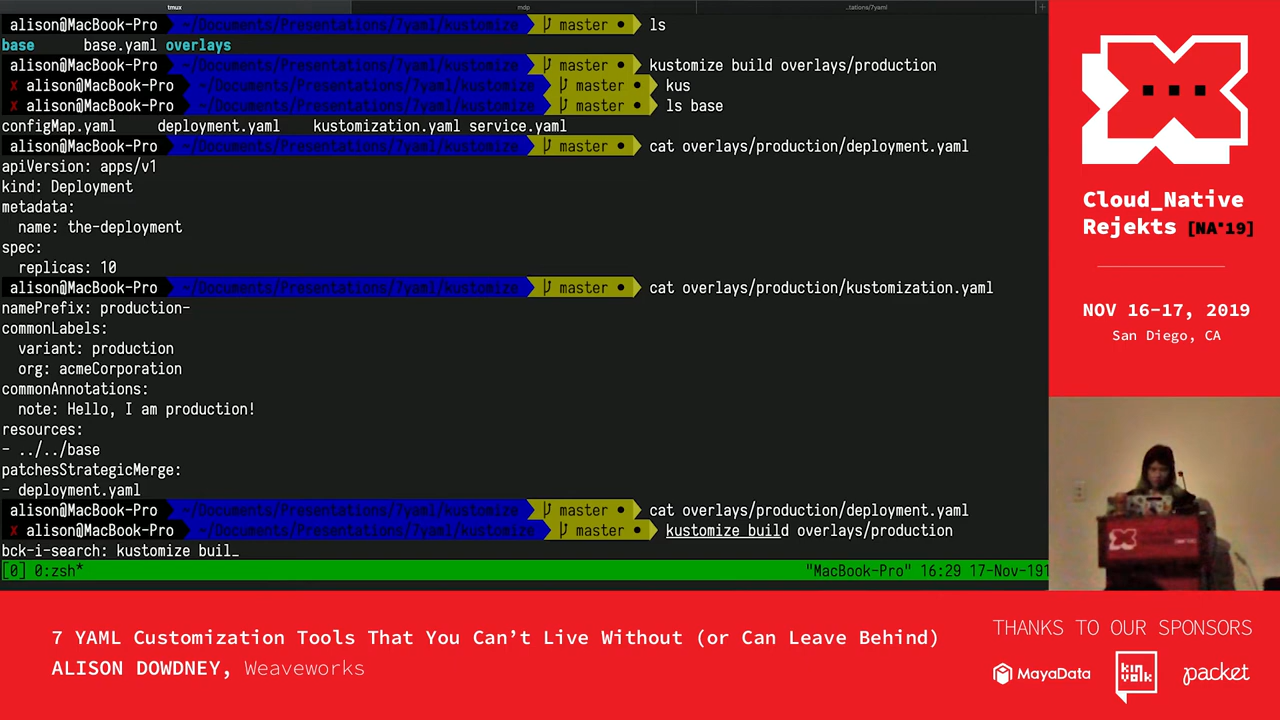 tmux
mdp
..tations/7yaml
alison@MacBook-Pro ~/Documents/Presentations/7yaml/kustomize master ● ls
base base.yaml overlays
alison@MacBook-Pro ~/Documents/Presentations/7yaml/kustomize master ● kustomize build overlays/production
✘ alison@MacBook-Pro ~/Documents/Presentations/7yaml/kustomize master ● kus
✘ alison@MacBook-Pro ~/Documents/Presentations/7yaml/kustomize master ● ls base
configMap.yaml deployment.yaml kustomization.yaml service.yaml
alison@MacBook-Pro ~/Documents/Presentations/7yaml/kustomize master ● cat overlays/production/deployment.yaml
apiVersion: apps/v1
kind: Deployment
metadata:
name: the-deployment
spec:
replicas: 10
alison@MacBook-Pro ~/Documents/Presentations/7yaml/kustomize master ● cat overlays/production/kustomization.yaml
namePrefix: production-
commonLabels:
variant: production
org: acmeCorporation
commonAnnotations:
note: Hello, I am production!
resources:
- ../../base
patchesStrategicMerge:
- deployment.yaml
alison@MacBook-Pro ~/Documents/Presentations/7yaml/kustomize master ● cat overlays/production/deployment.yaml
✘ alison@MacBook-Pro ~/Documents/Presentations/7yaml/kustomize master ● kustomize build overlays/production
bck-i-search: kustomize buil_
[0] 0:zsh* "MacBook-Pro" 16:29 17-Nov-191
Cloud_Native
Rejekts [NA'19]
NOV 16-17, 2019
San Diego, CA
7 YAML Customization Tools That You Can't Live Without (or Can Leave Behind)
ALISON DOWDNEY, Weaveworks
THANKS TO OUR SPONSORS
MayaData
kinvolk
packet